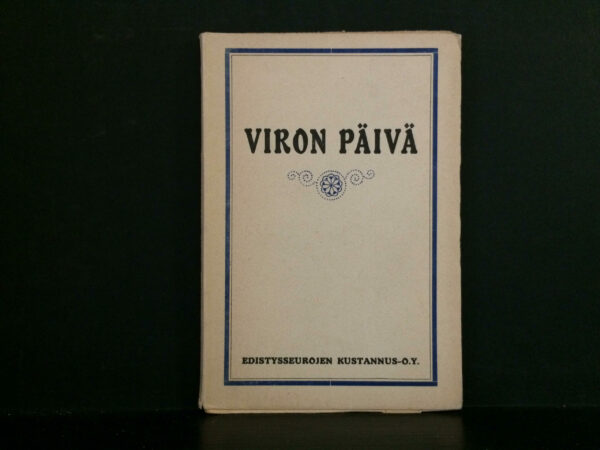 VIRON PÄIVÄ
EDISTYSSEUROJEN KUSTANNUS-O.Y.